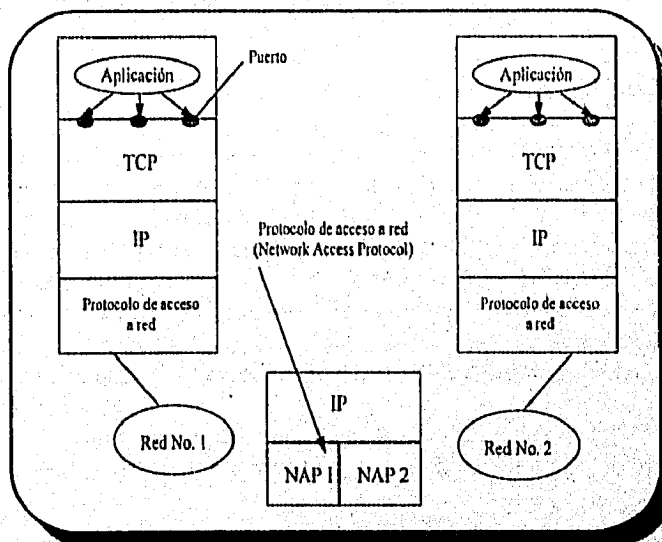 Aplicación
Puerto
TCP
IP
Protocolo de acceso
a red
Red No. 1
Protocolo de acceso a red
(Network Access Protocol)
IP
NAP 1
NAP 2
Aplicación
TCP
IP
Protocolo de acceso
a red
Red No. 2